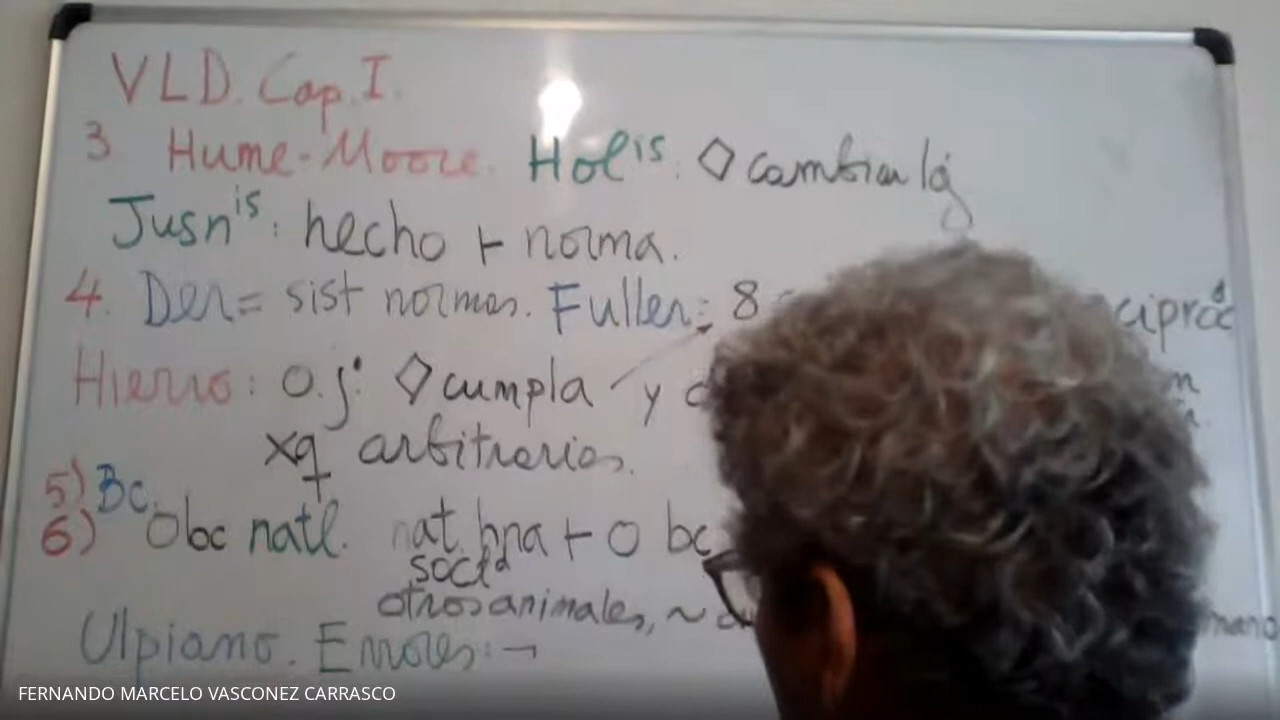 VLD. Cap. I.
3 Hume-Moore. Holis: ◇ cambiar lóg
Jusnis: hecho ⊢ norma.
4. Der = sist normas. Fuller: 8 ciproc
Hierro: o.j: ◇ cumpla y
xq arbitrarios.
5) Bc.
6) Obc natl. nat. hna ⊢ O bc
socd
otros animales, ~ mano
Ulpiano. Errores: ¬
FERNANDO MARCELO VASCONEZ CARRASCO